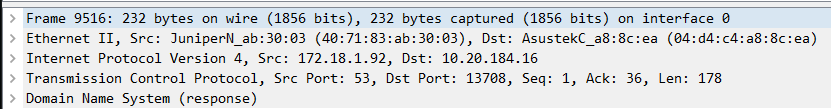 Frame 9516: 232 bytes on wire (1856 bits), 232 bytes captured (1856 bits) on interface 0
Ethernet II, Src: JuniperN_ab:30:03 (40:71:83:ab:30:03), Dst: AsustekC_a8:8c:ea (04:d4:c4:a8:8c:ea)
Internet Protocol Version 4, Src: 172.18.1.92, Dst: 10.20.184.16
Transmission Control Protocol, Src Port: 53, Dst Port: 13708, Seq: 1, Ack: 36, Len: 178
Domain Name System (response)